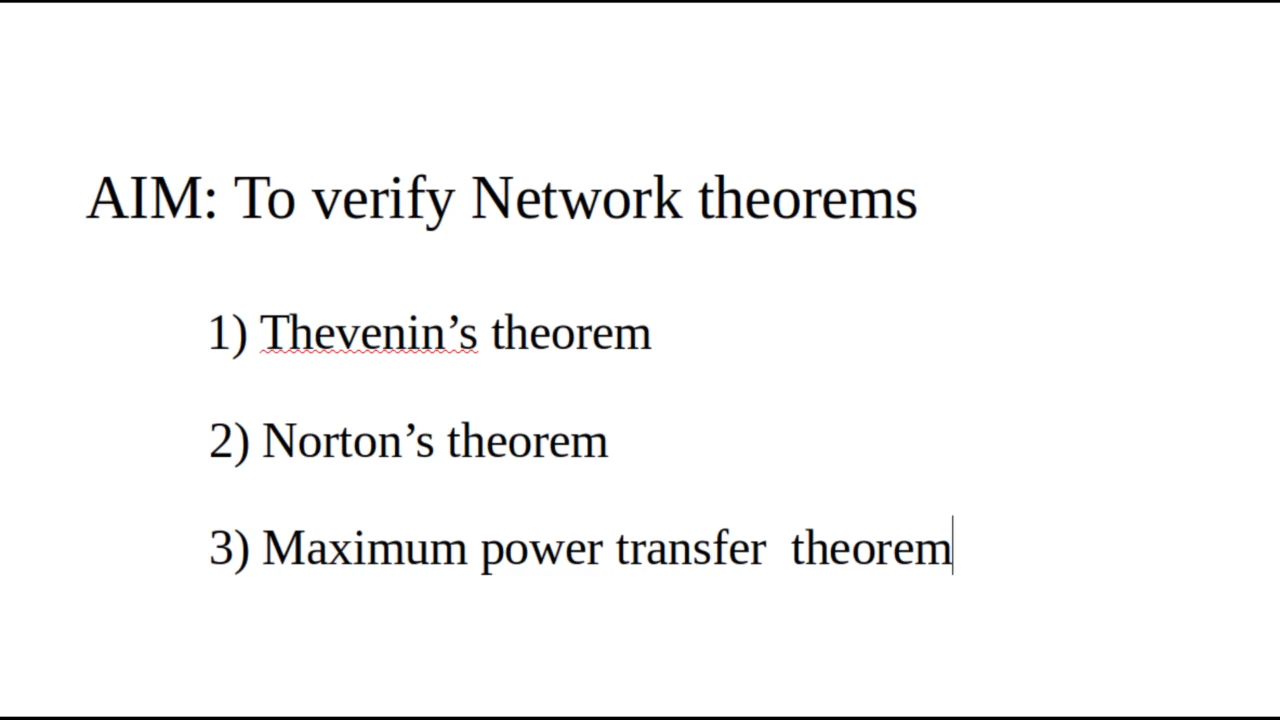 AIM: To verify Network theorems
1) Thevenin’s theorem
2) Norton’s theorem
3) Maximum power transfer  theorem